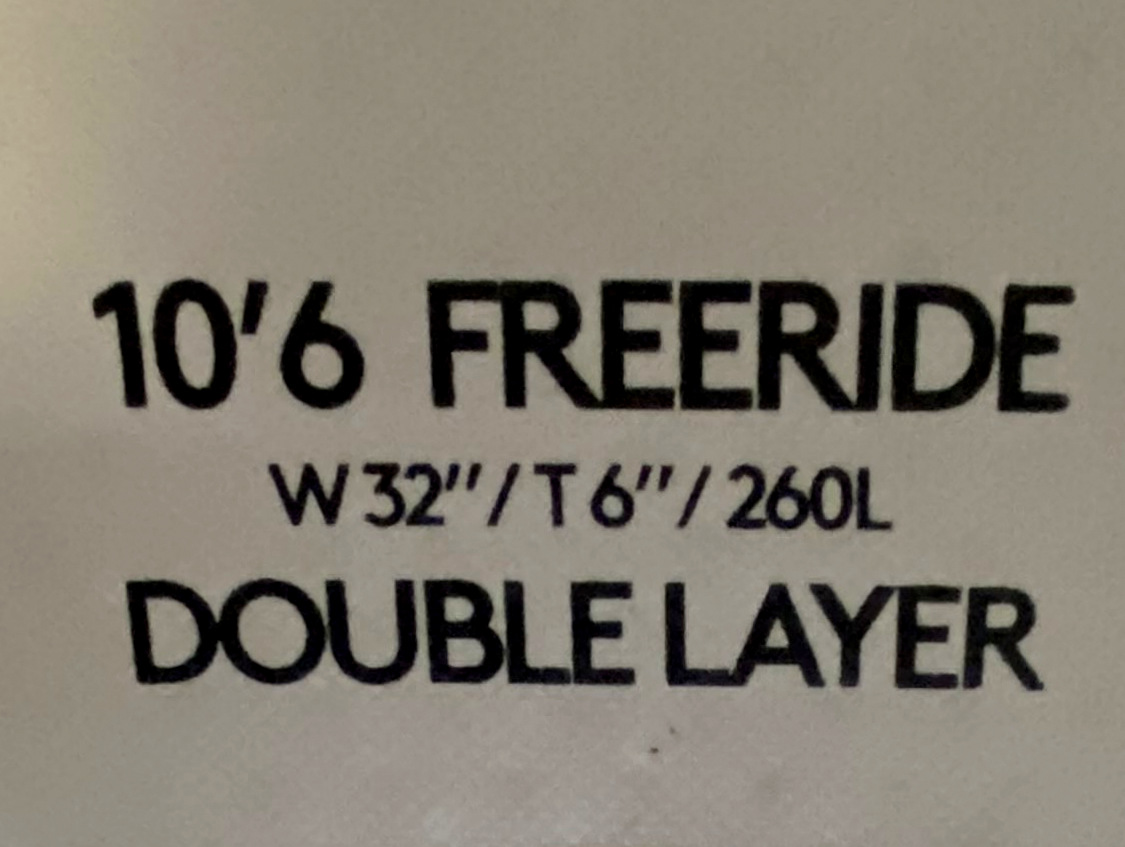 10'6 FREERIDE
W 32"/ T 6"/ 260L
DOUBLE LAYER